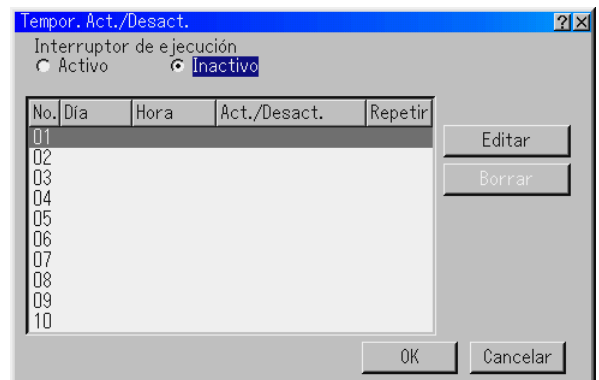 Tempor. Act./Desact.
Interruptor de ejecución
Activo Inactivo
No. Día Hora Act./Desact. Repetir
01
02
03
04
05
06
07
08
09
10
Editar
Borrar
OK Cancelar